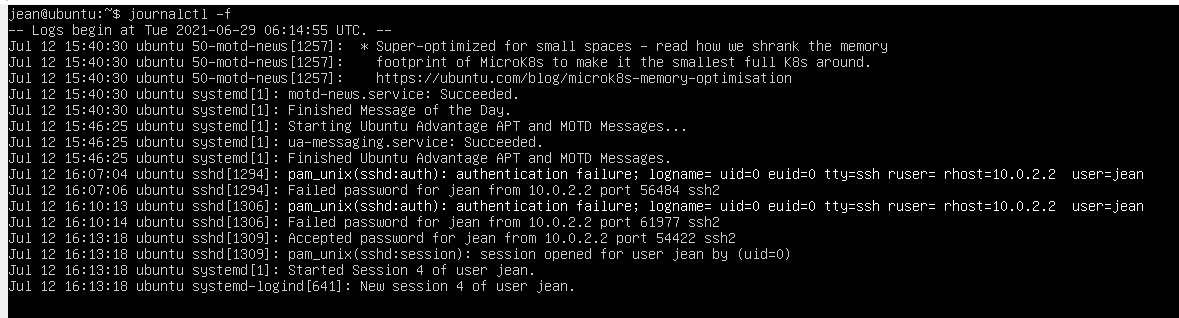 jean@ubuntu:~$ journalctl -f
-- Logs begin at Tue 2021-06-29 06:14:55 UTC. --
Jul 12 15:40:30 ubuntu 50-motd-news[1257]:  * Super-optimized for small spaces - read how we shrank the memory
Jul 12 15:40:30 ubuntu 50-motd-news[1257]:    footprint of MicroK8s to make it the smallest full K8s around.
Jul 12 15:40:30 ubuntu 50-motd-news[1257]:    https://ubuntu.com/blog/microk8s-memory-optimisation
Jul 12 15:40:30 ubuntu systemd[1]: motd-news.service: Succeeded.
Jul 12 15:40:30 ubuntu systemd[1]: Finished Message of the Day.
Jul 12 15:46:25 ubuntu systemd[1]: Starting Ubuntu Advantage APT and MOTD Messages...
Jul 12 15:46:25 ubuntu systemd[1]: ua-messaging.service: Succeeded.
Jul 12 15:46:25 ubuntu systemd[1]: Finished Ubuntu Advantage APT and MOTD Messages.
Jul 12 16:07:04 ubuntu sshd[1294]: pam_unix(sshd:auth): authentication failure; logname= uid=0 euid=0 tty=ssh ruser= rhost=10.0.2.2  user=jean
Jul 12 16:07:06 ubuntu sshd[1294]: Failed password for jean from 10.0.2.2 port 56484 ssh2
Jul 12 16:10:13 ubuntu sshd[1306]: pam_unix(sshd:auth): authentication failure; logname= uid=0 euid=0 tty=ssh ruser= rhost=10.0.2.2  user=jean
Jul 12 16:10:14 ubuntu sshd[1306]: Failed password for jean from 10.0.2.2 port 61977 ssh2
Jul 12 16:13:18 ubuntu sshd[1309]: Accepted password for jean from 10.0.2.2 port 54422 ssh2
Jul 12 16:13:18 ubuntu sshd[1309]: pam_unix(sshd:session): session opened for user jean by (uid=0)
Jul 12 16:13:18 ubuntu systemd[1]: Started Session 4 of user jean.
Jul 12 16:13:18 ubuntu systemd-logind[641]: New session 4 of user jean.